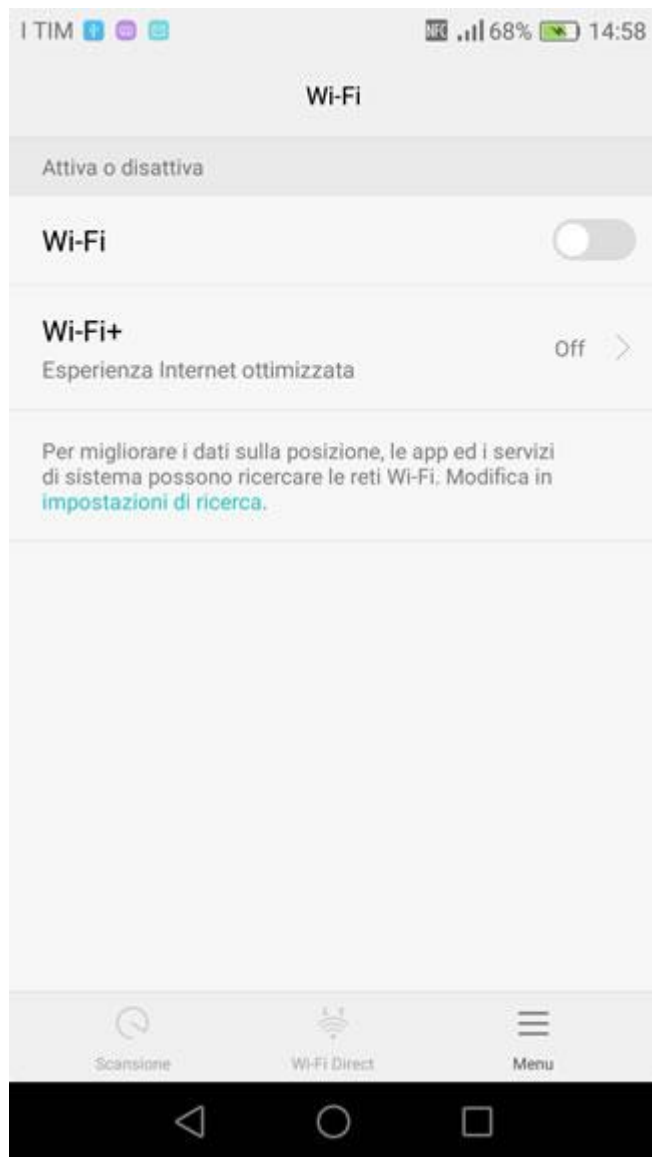 I TIM NFC 68% 14:58
Wi-Fi
Attiva o disattiva
Wi-Fi
Wi-Fi+
Esperienza Internet ottimizzata
Off
Per migliorare i dati sulla posizione, le app ed i servizi
di sistema possono ricercare le reti Wi-Fi. Modifica in
impostazioni di ricerca.
Scansione Wi-Fi Direct Menu